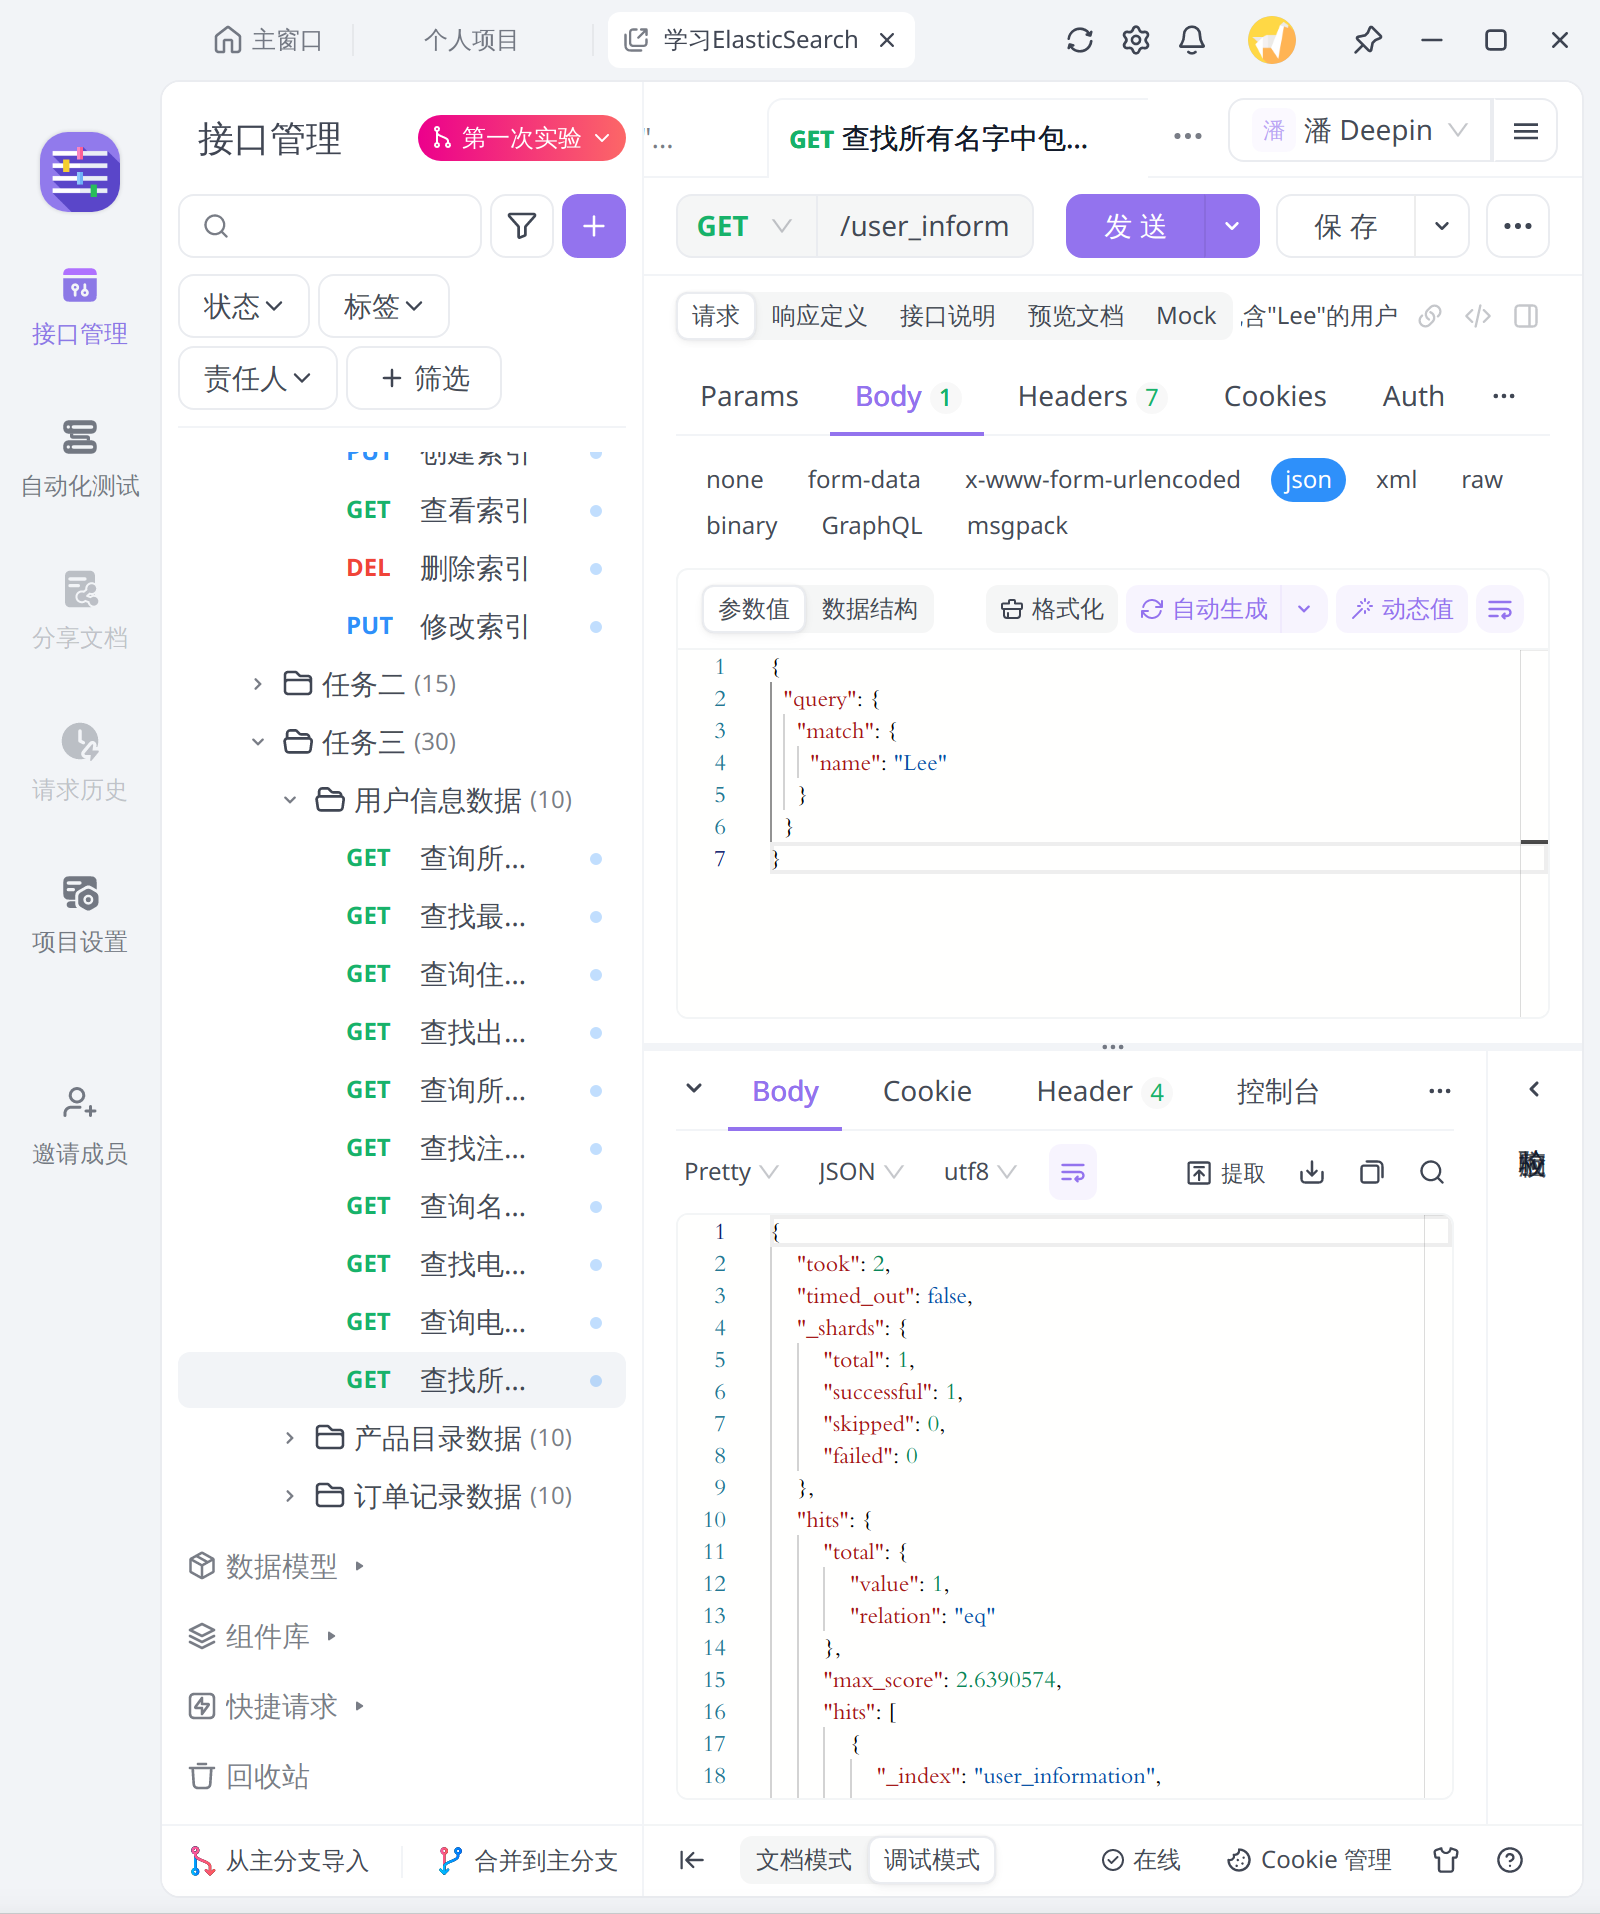 主窗口
个人项目
学习ElasticSearch
接口管理
第一次实验
"...
GET 查找所有名字中包...
潘 潘 Deepin
接口管理
自动化测试
分享文档
请求历史
项目设置
邀请成员
状态
标签
责任人
筛选
PUT 创建索引
GET 查看索引
DEL 删除索引
PUT 修改索引
任务二 (15)
任务三 (30)
用户信息数据 (10)
GET 查询所...
GET 查找最...
GET 查询住...
GET 查找出...
GET 查询所...
GET 查找注...
GET 查询名...
GET 查找电...
GET 查询电...
GET 查找所...
产品目录数据 (10)
订单记录数据 (10)
数据模型
组件库
快捷请求
回收站
从主分支导入
合并到主分支
GET /user_inform
发 送
保 存
请求 响应定义 接口说明 预览文档 Mock
含"Lee"的用户
Params Body 1 Headers 7 Cookies Auth
none form-data x-www-form-urlencoded json xml raw
binary GraphQL msgpack
参数值 数据结构 格式化 自动生成 动态值
1 {
2 "query": {
3 "match": {
4 "name": "Lee"
5 }
6 }
7 }
Body Cookie Header 4 控制台
Pretty JSON utf8 提取
1 {
2 "took": 2,
3 "timed_out": false,
4 "_shards": {
5 "total": 1,
6 "successful": 1,
7 "skipped": 0,
8 "failed": 0
9 },
10 "hits": {
11 "total": {
12 "value": 1,
13 "relation": "eq"
14 },
15 "max_score": 2.6390574,
16 "hits": [
17 {
18 "_index": "user_information",
文档模式 调试模式 在线 Cookie 管理